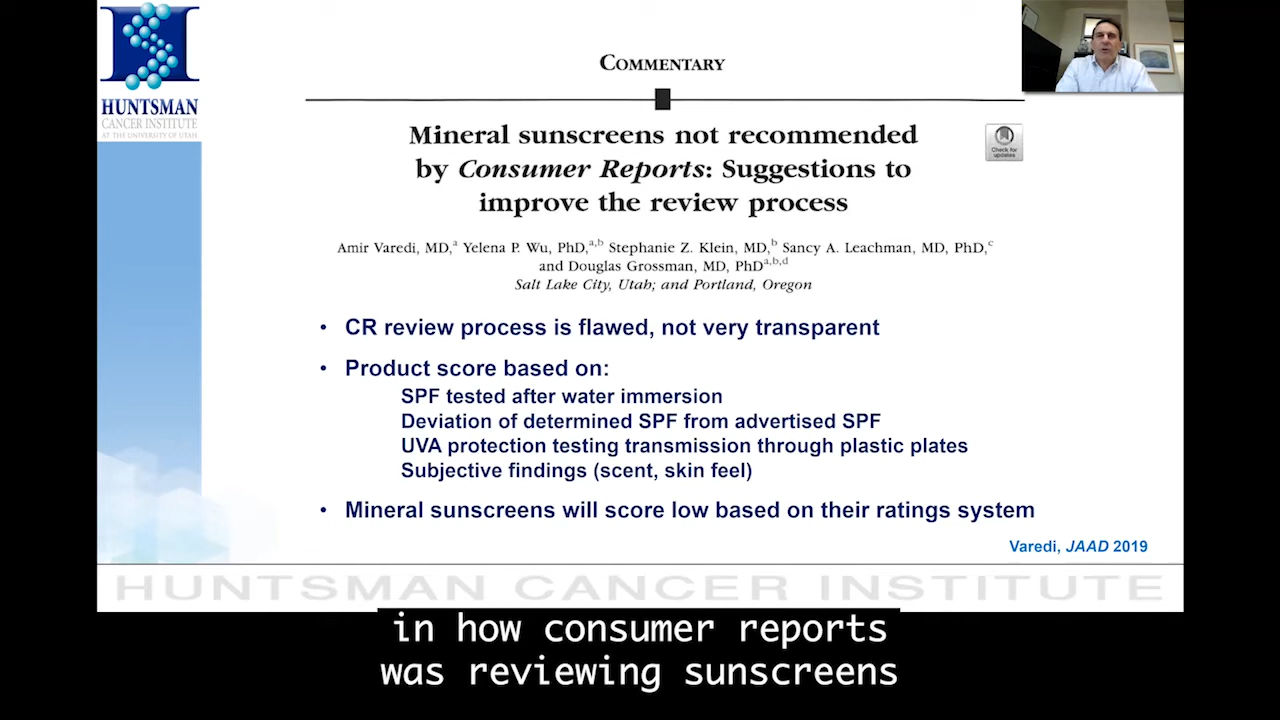 HUNTSMAN
CANCER INSTITUTE
AT THE UNIVERSITY OF UTAH
COMMENTARY
Mineral sunscreens not recommended
by Consumer Reports: Suggestions to
improve the review process
Check for
updates
Amir Varedi, MD,a Yelena P. Wu, PhD,a,b Stephanie Z. Klein, MD,b Sancy A. Leachman, MD, PhD,c
and Douglas Grossman, MD, PhDa,b,d
Salt Lake City, Utah; and Portland, Oregon
• CR review process is flawed, not very transparent
• Product score based on:
SPF tested after water immersion
Deviation of determined SPF from advertised SPF
UVA protection testing transmission through plastic plates
Subjective findings (scent, skin feel)
• Mineral sunscreens will score low based on their ratings system
Varedi, JAAD 2019
HUNTSMAN CANCER INSTITUTE
in how consumer reports
was reviewing sunscreens